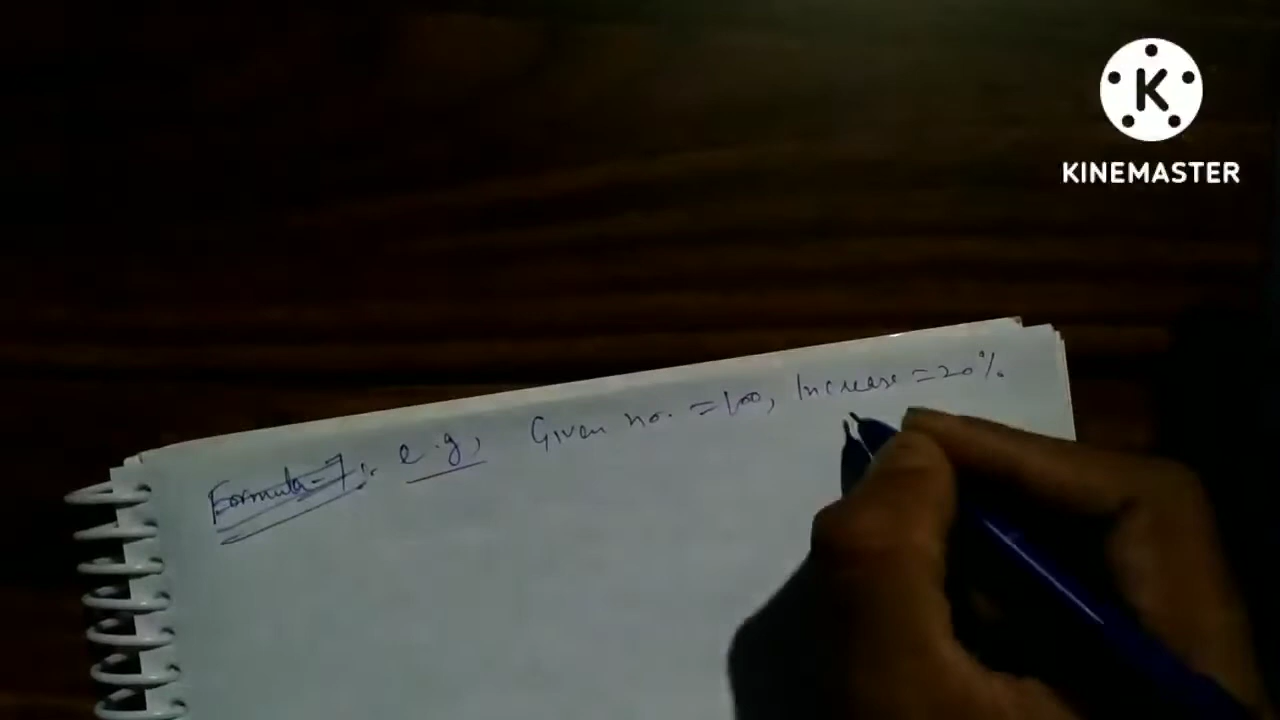 K
KINEMASTER
Formula-7:- e.g, Given no. =100, Increase =20%